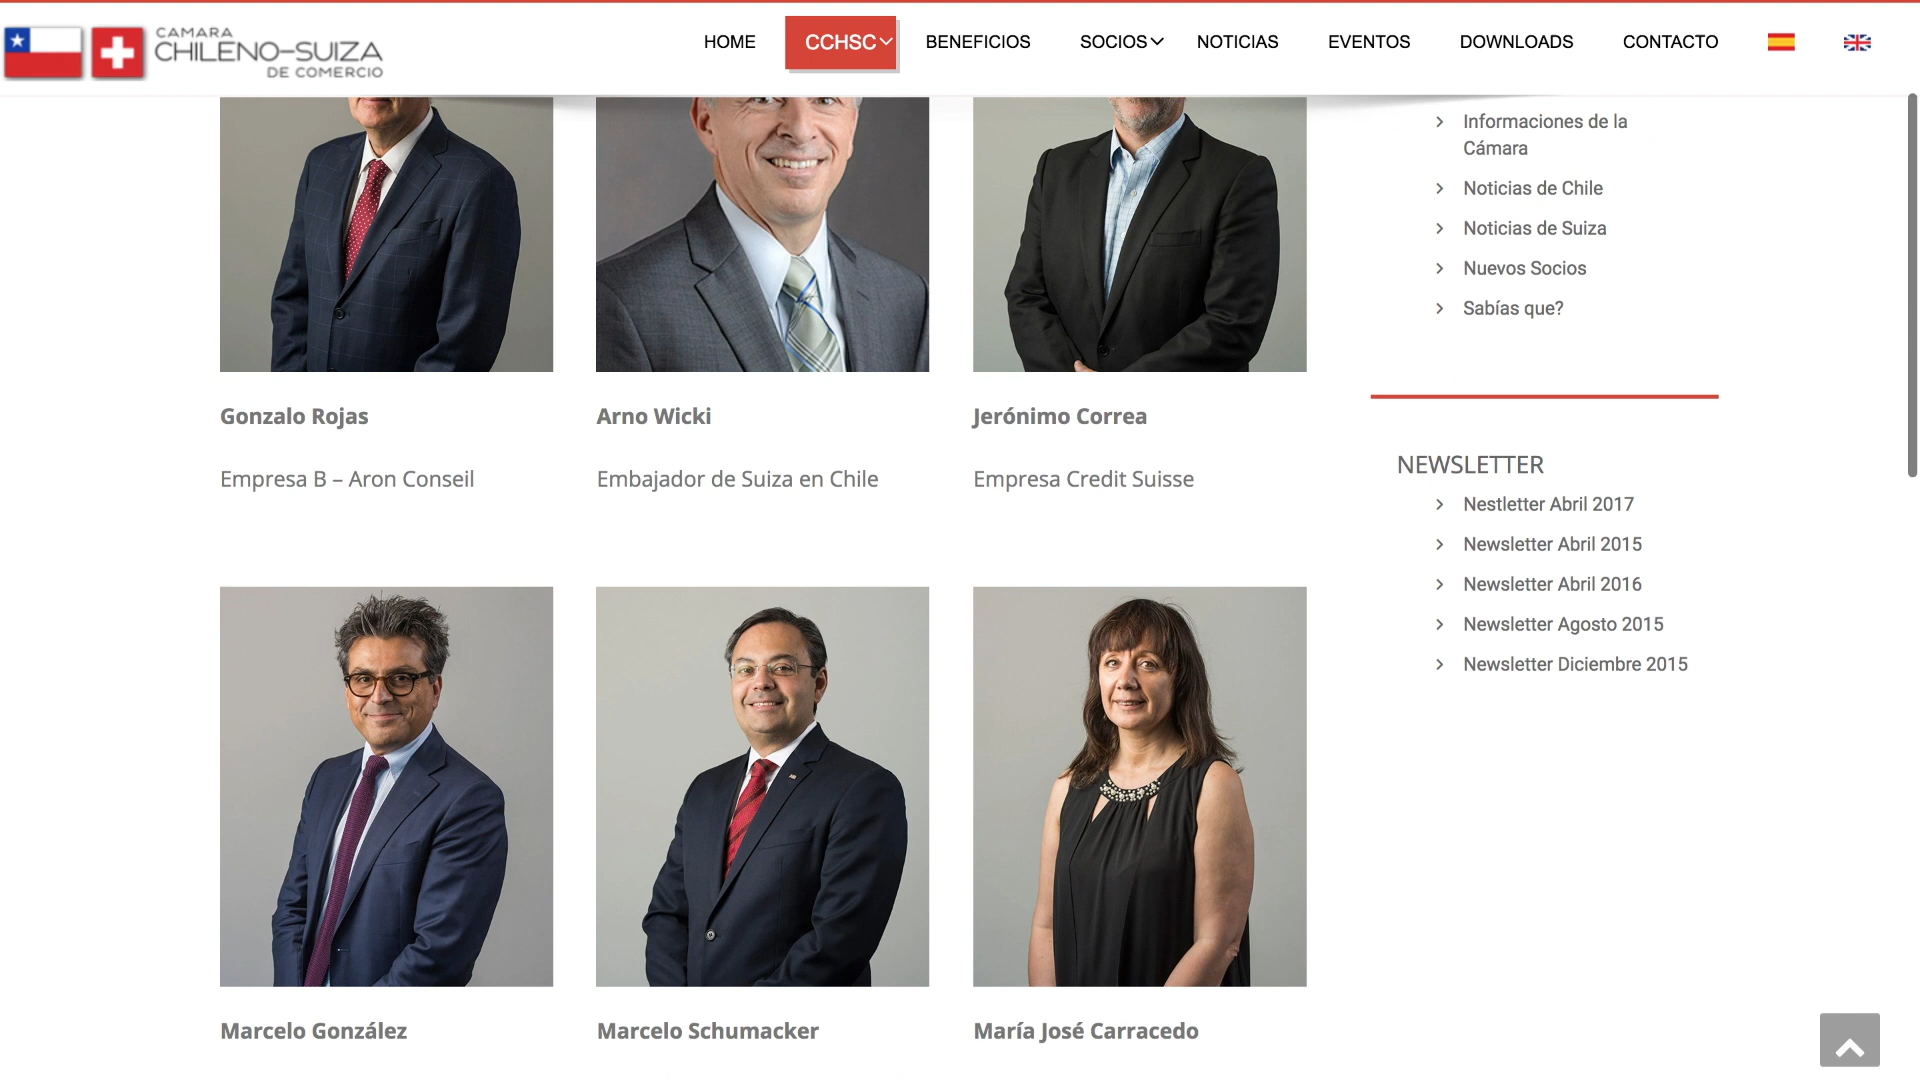 CAMARA
CHILENO-SUIZA
DE COMERCIO
HOME
CCHSC
BENEFICIOS
SOCIOS
NOTICIAS
EVENTOS
DOWNLOADS
CONTACTO
Gonzalo Rojas
Empresa B – Aron Conseil
Arno Wicki
Embajador de Suiza en Chile
Jerónimo Correa
Empresa Credit Suisse
Marcelo González
Marcelo Schumacker
María José Carracedo
Informaciones de la
Cámara
Noticias de Chile
Noticias de Suiza
Nuevos Socios
Sabías que?
NEWSLETTER
Nestletter Abril 2017
Newsletter Abril 2015
Newsletter Abril 2016
Newsletter Agosto 2015
Newsletter Diciembre 2015